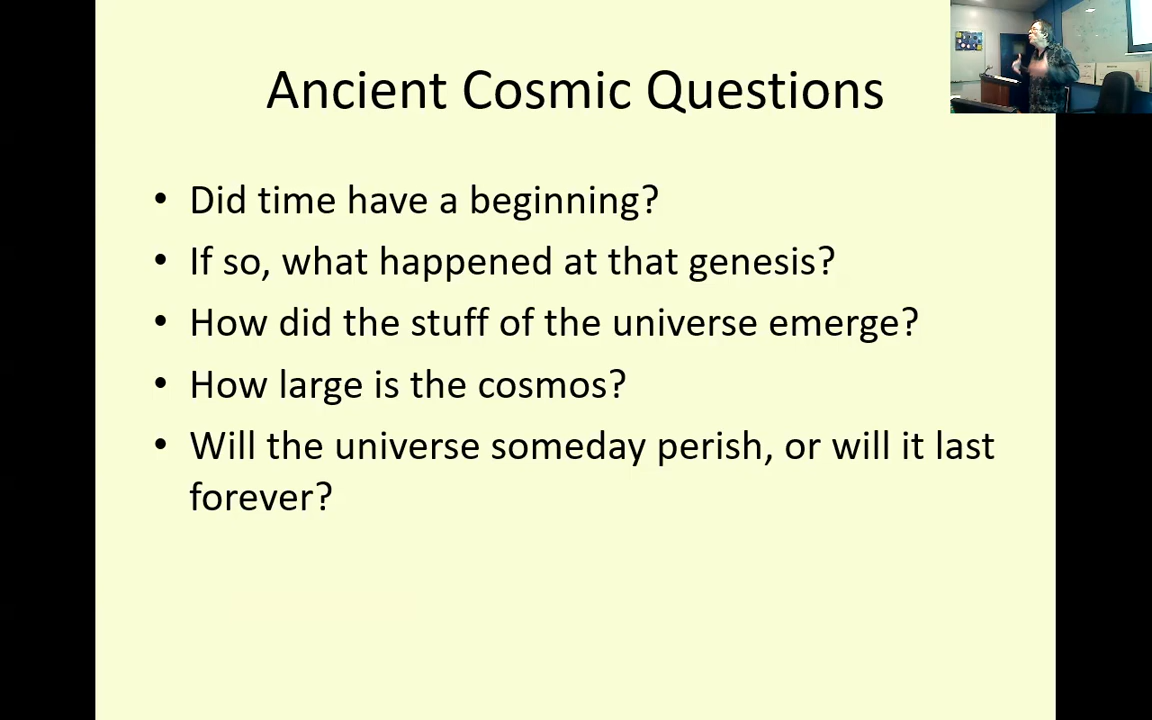 Ancient Cosmic Questions
• Did time have a beginning?
• If so, what happened at that genesis?
• How did the stuff of the universe emerge?
• How large is the cosmos?
• Will the universe someday perish, or will it last
forever?